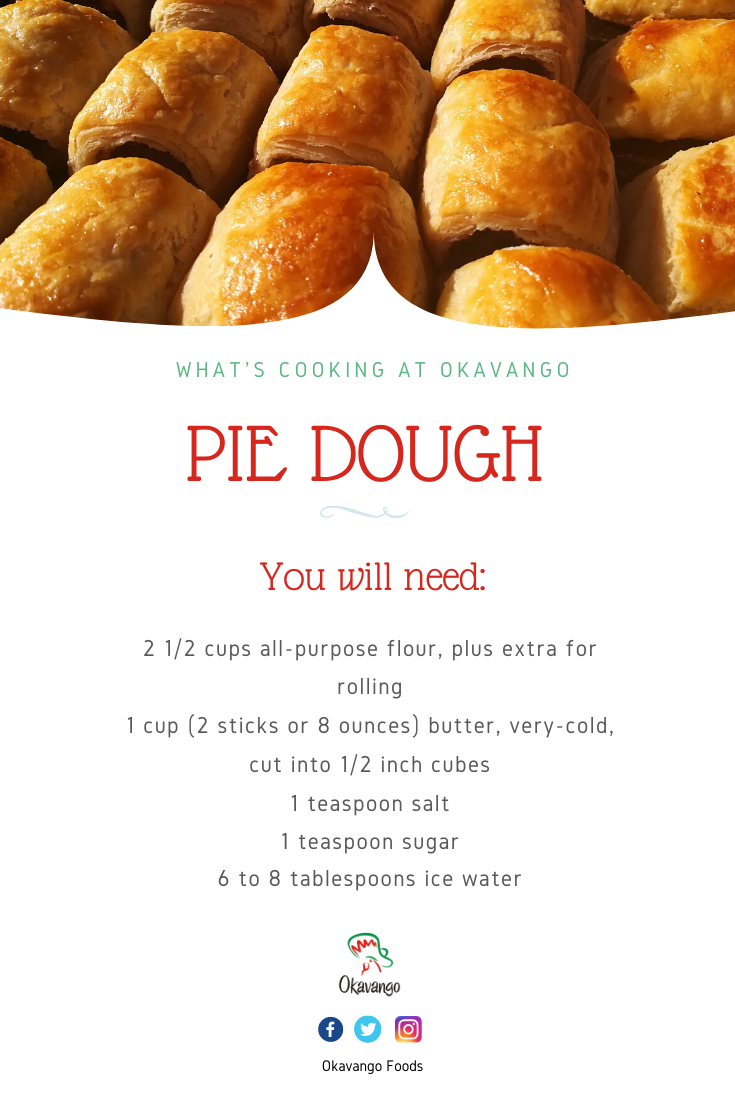 WHAT'S COOKING AT OKAVANGO
PIE DOUGH
You will need:
2 1/2 cups all-purpose flour, plus extra for
rolling
1 cup (2 sticks or 8 ounces) butter, very-cold,
cut into 1/2 inch cubes
1 teaspoon salt
1 teaspoon sugar
6 to 8 tablespoons ice water
Okavango
Okavango Foods